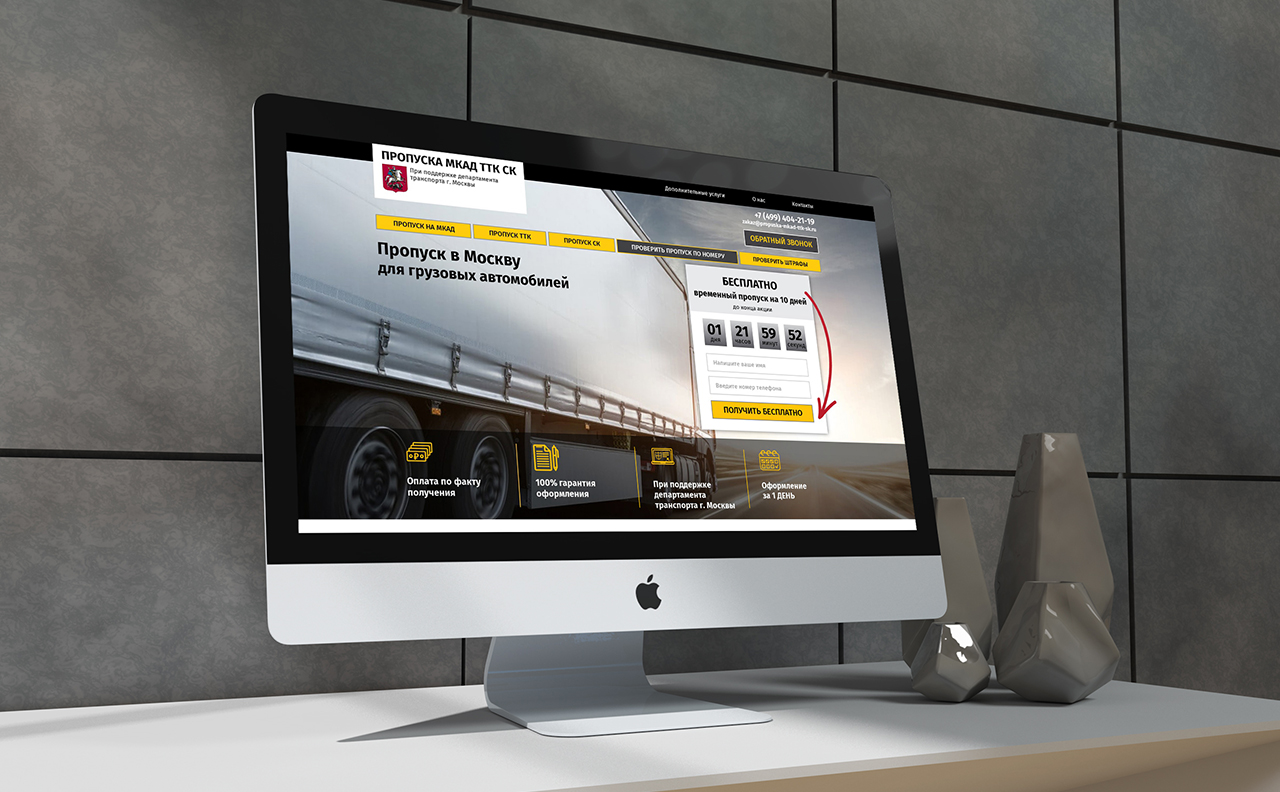 ПРОПУСКА МКАД ТТК СК
При поддержке департамента
транспорта г. Москвы
Дополнительные услуги
О нас
Контакты
+7 (499) 404-21-19
zakaz@propuska-mkad-ttk-sk.ru
ОБРАТНЫЙ ЗВОНОК
ПРОПУСК НА МКАД
ПРОПУСК ТТК
ПРОПУСК СК
ПРОВЕРИТЬ ПРОПУСК ПО НОМЕРУ
ПРОВЕРИТЬ ШТРАФЫ
Пропуск в Москву
для грузовых автомобилей
БЕСПЛАТНО
временный пропуск на 10 дней
до конца акции
01 21 59 52
дня часов минут секунд
Напишите ваше имя
Введите номер телефона
ПОЛУЧИТЬ БЕСПЛАТНО
Оплата по факту
получения
100% гарантия
оформления
При поддержке
департамента
транспорта г. Москвы
Оформление
за 1 ДЕНЬ